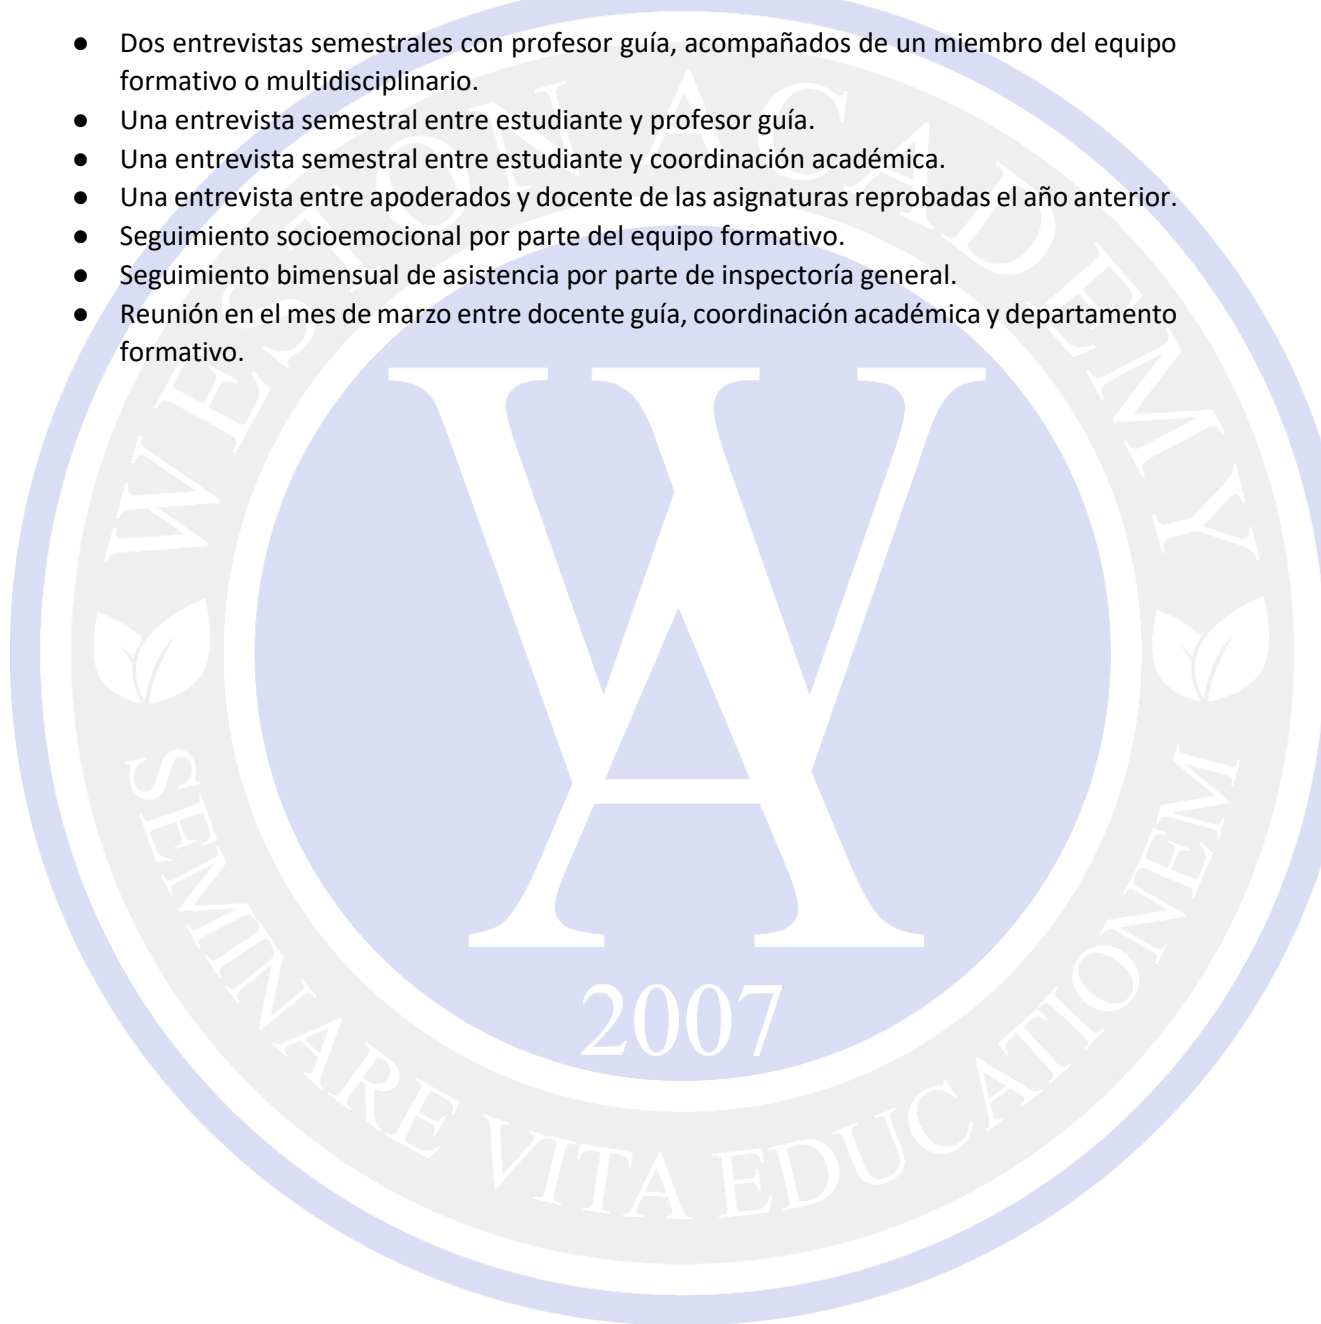 ● Dos entrevistas semestrales con profesor guía, acompañados de un miembro del equipo
formativo o multidisciplinario.
● Una entrevista semestral entre estudiante y profesor guía.
● Una entrevista semestral entre estudiante y coordinación académica.
● Una entrevista entre apoderados y docente de las asignaturas reprobadas el año anterior.
● Seguimiento socioemocional por parte del equipo formativo.
● Seguimiento bimensual de asistencia por parte de inspectoría general.
● Reunión en el mes de marzo entre docente guía, coordinación académica y departamento
formativo.
WESSION ACADEMY
WA
2007
SEMINARE VITA EDUCATIONEM